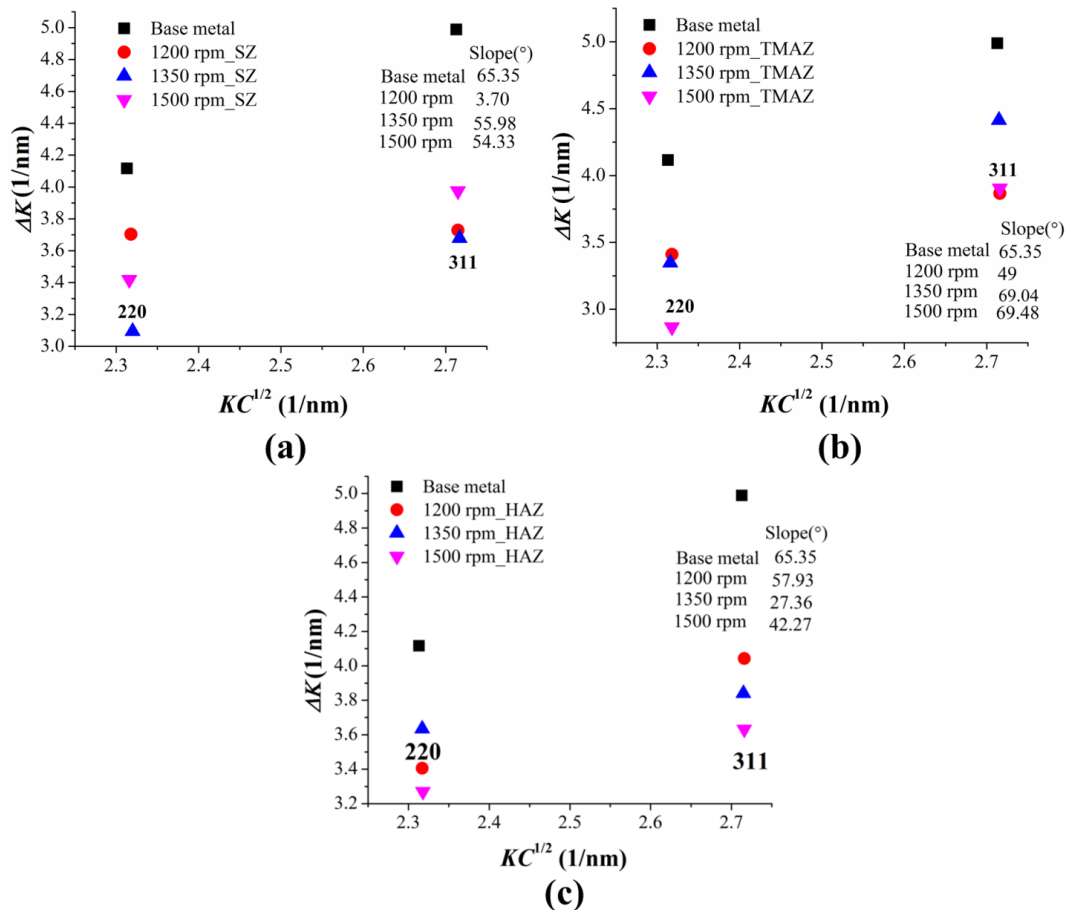 Base metal
1200 rpm_SZ
1350 rpm_SZ
1500 rpm_SZ
Slope(°)
Base metal 65.35
1200 rpm 3.70
1350 rpm 55.98
1500 rpm 54.33
5.0
4.8
4.6
4.4
4.2
4.0
3.8
3.6
3.4
3.2
3.0
ΔK (1/nm)
220
311
2.3 2.4 2.5 2.6 2.7
KC^1/2 (1/nm)
(a)
Base metal
1200 rpm_TMAZ
1350 rpm_TMAZ
1500 rpm_TMAZ
5.0
4.5
4.0
3.5
3.0
ΔK (1/nm)
311
220
Slope(°)
Base metal 65.35
1200 rpm 49
1350 rpm 69.04
1500 rpm 69.48
2.3 2.4 2.5 2.6 2.7
KC^1/2 (1/nm)
(b)
Base metal
1200 rpm_HAZ
1350 rpm_HAZ
1500 rpm_HAZ
Slope(°)
Base metal 65.35
1200 rpm 57.93
1350 rpm 27.36
1500 rpm 42.27
5.0
4.8
4.6
4.4
4.2
4.0
3.8
3.6
3.4
3.2
ΔK (1/nm)
220
311
2.3 2.4 2.5 2.6 2.7
KC^1/2 (1/nm)
(c)